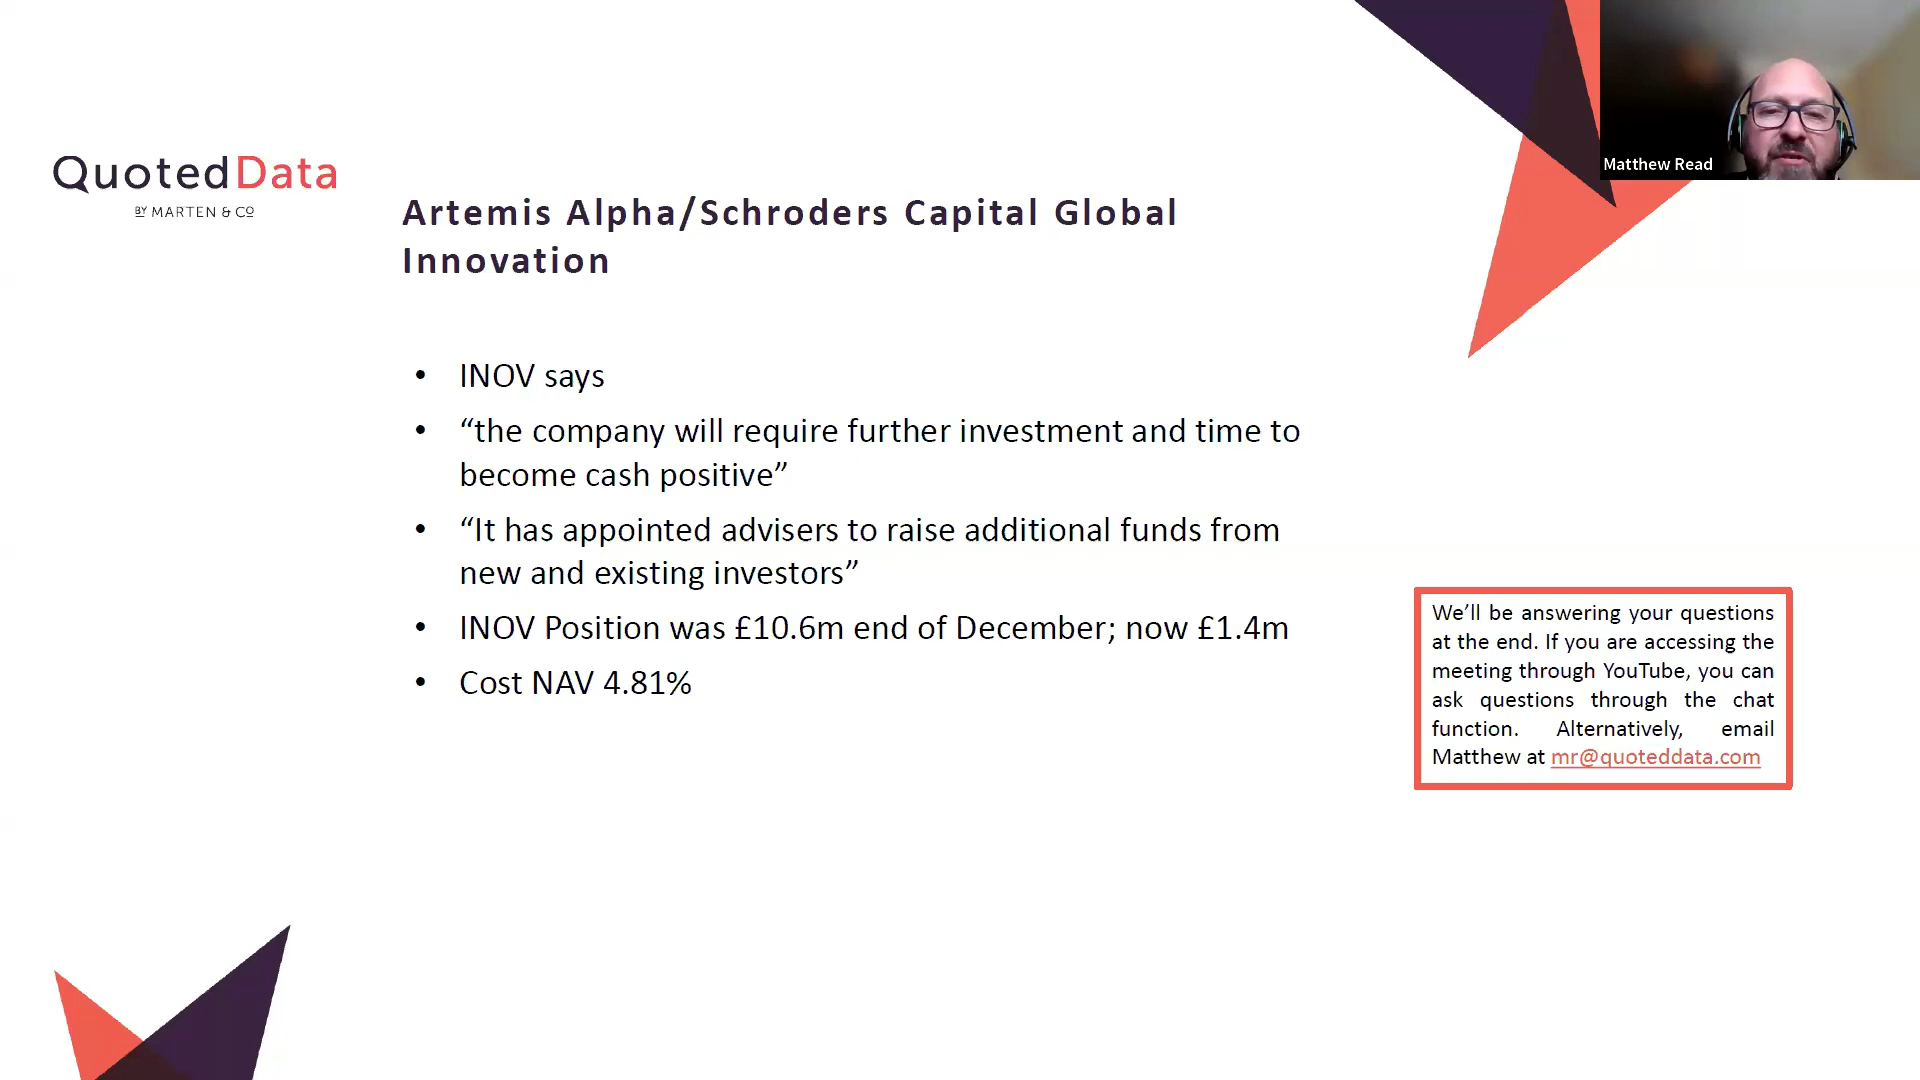 QuotedData
BY MARTEN & CO
Matthew Read
Artemis Alpha/Schroders Capital Global
Innovation
• INOV says
• “the company will require further investment and time to
become cash positive”
• “It has appointed advisers to raise additional funds from
new and existing investors”
• INOV Position was £10.6m end of December; now £1.4m
• Cost NAV 4.81%
We’ll be answering your questions
at the end. If you are accessing the
meeting through YouTube, you can
ask questions through the chat
function. Alternatively, email
Matthew at mr@quoteddata.com